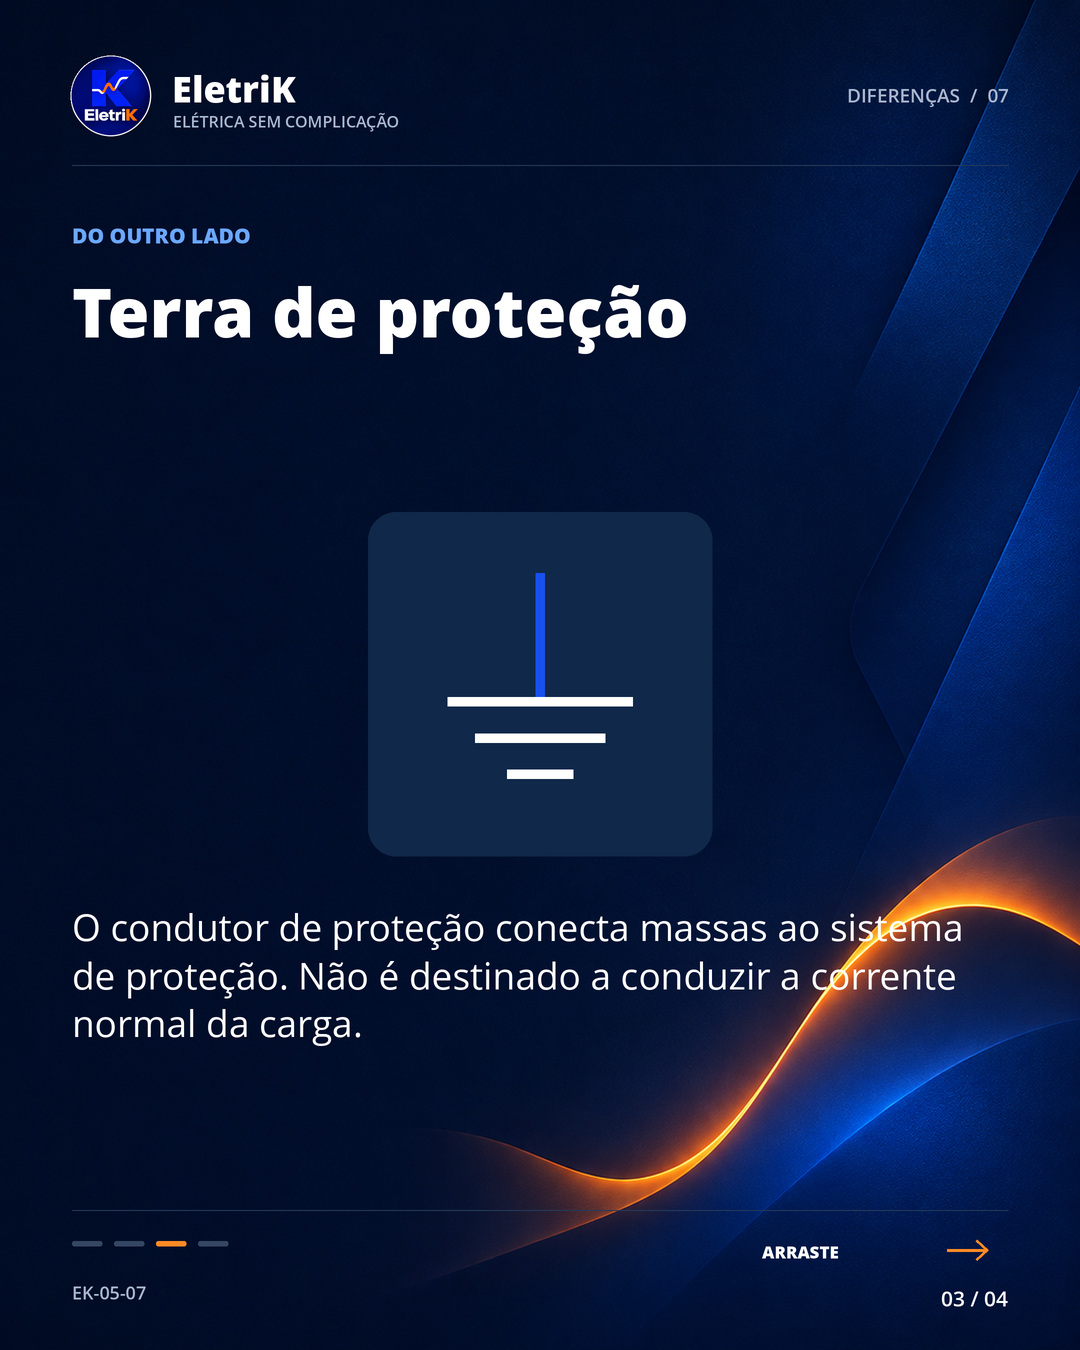 EletriK
EletriK
ELÉTRICA SEM COMPLICAÇÃO
DIFERENÇAS / 07
DO OUTRO LADO
Terra de proteção
O condutor de proteção conecta massas ao sistema
de proteção. Não é destinado a conduzir a corrente
normal da carga.
ARRASTE
EK-05-07
03 / 04